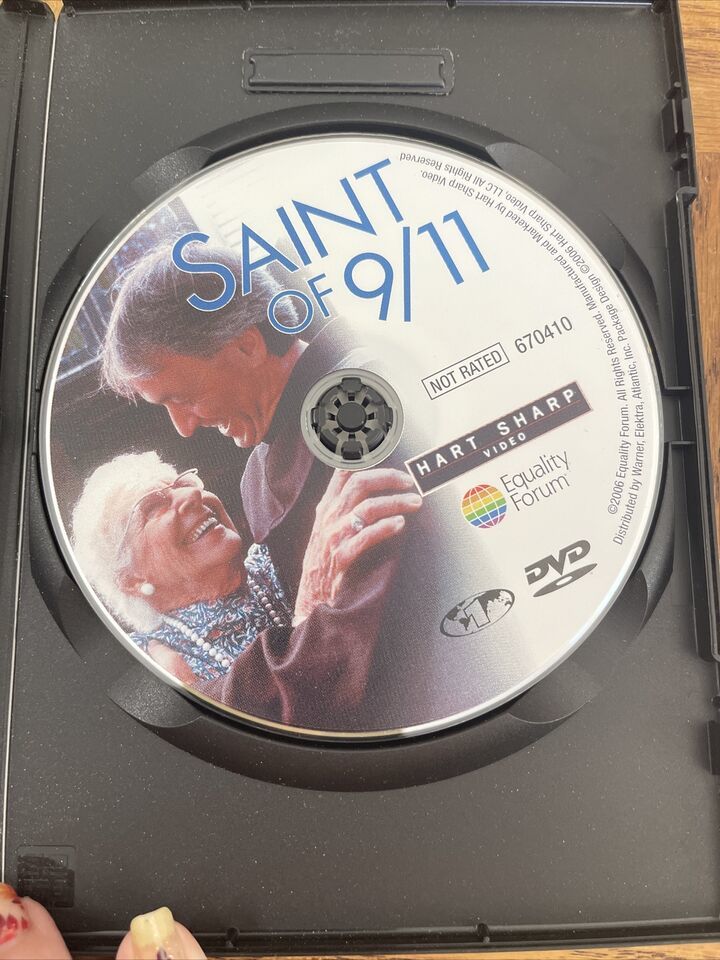 SAINT
OF 9/11
NOT RATED 670410
HART SHARP
VIDEO
Equality
Forum
1
DVD
©2006 Equality Forum. All Rights Reserved. Manufactured and Marketed by Hart Sharp Video.
Distributed by Warner, Elektra, Atlantic, Inc. Package Design ©2006 Hart Sharp Video, LLC All Rights Reserved